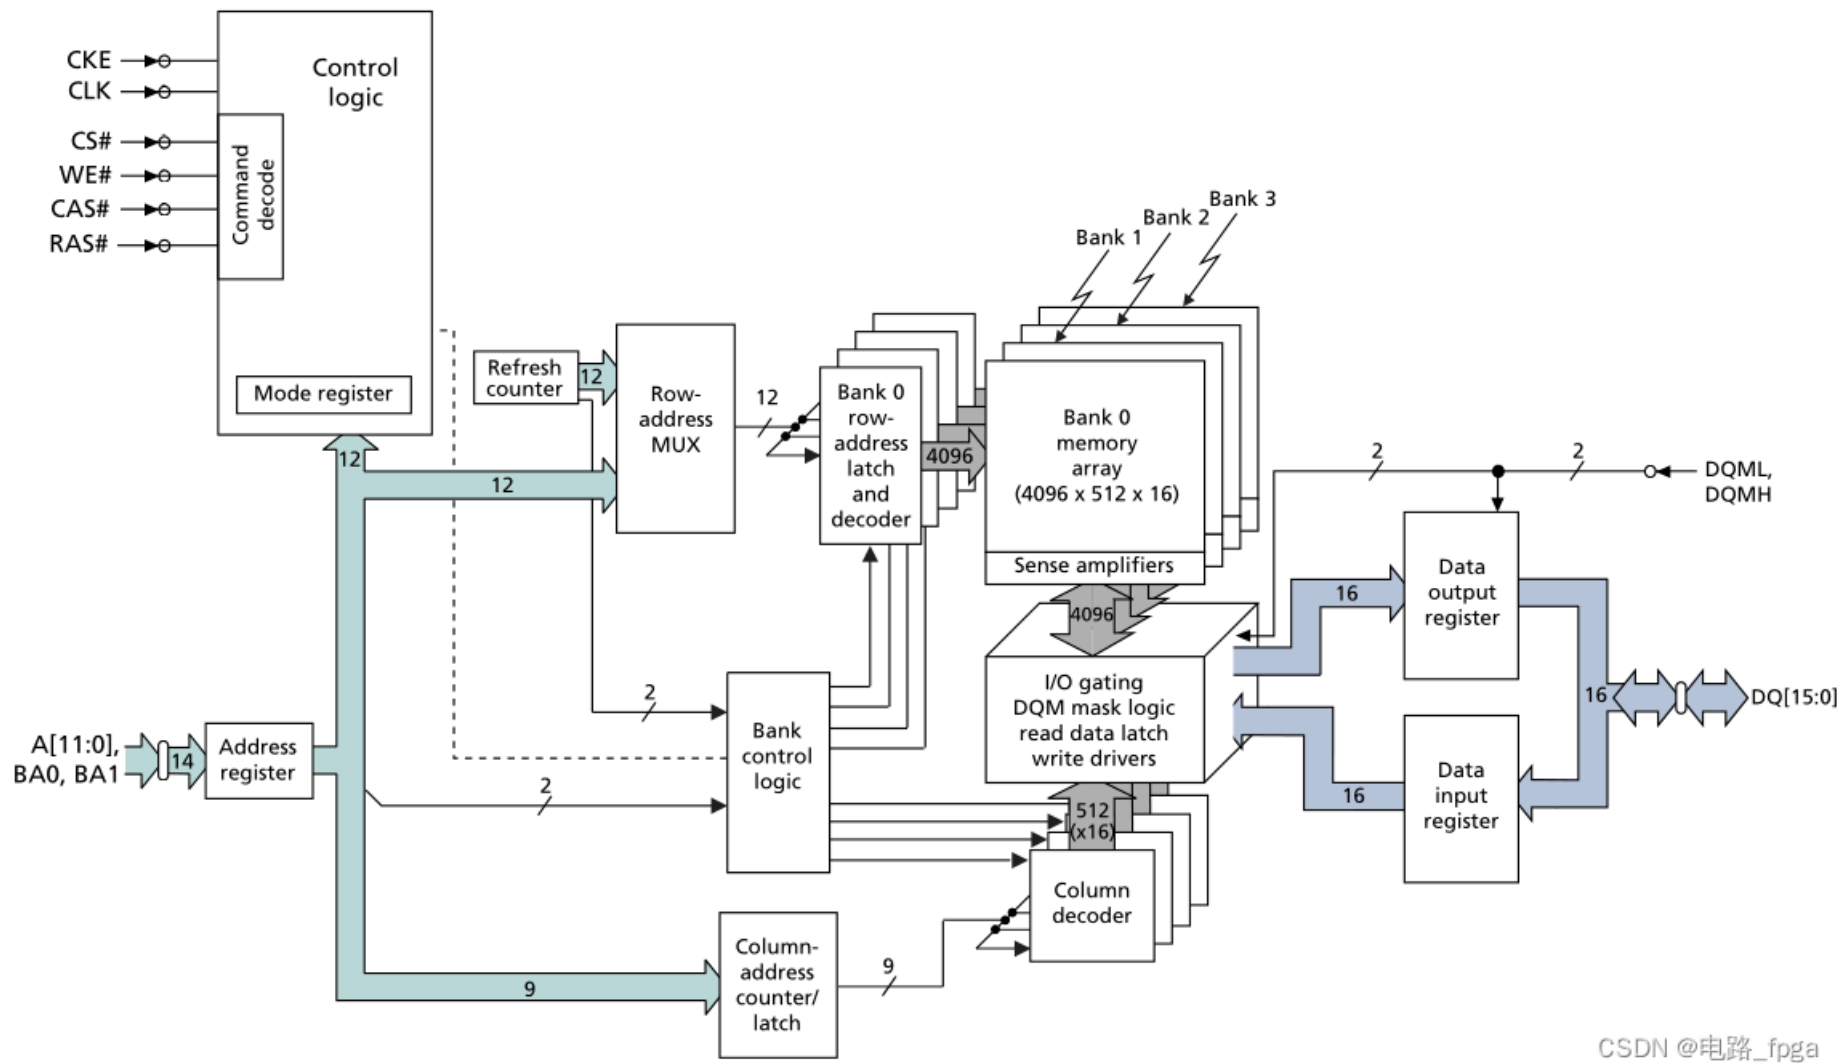 CKE
CLK
CS#
WE#
CAS#
RAS#
Control
logic
Command
decode
Mode register
12
12
Refresh
counter
12
Row-
address
MUX
12
Bank 0
row-
address
latch
and
decoder
4096
Bank 1
Bank 2
Bank 3
Bank 0
memory
array
(4096 x 512 x 16)
Sense amplifiers
4096
I/O gating
DQM mask logic
read data latch
write drivers
2
2
DQML,
DQMH
16
Data
output
register
16
DQ[15:0]
Data
input
register
16
A[11:0],
BA0, BA1
14
Address
register
2
2
Bank
control
logic
512
(x16)
Column
decoder
9
Column-
address
counter/
latch
9
CSDN @电路_fpga